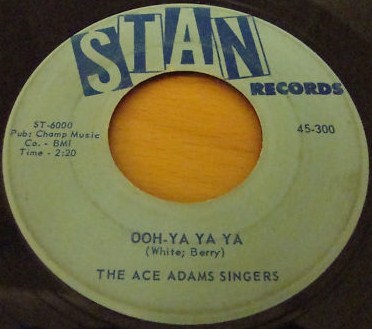 STAN
RECORDS
ST-6000
Pub: Champ Music
Co. - BMI
Time - 2:20
45-300
OOH-YA YA YA
(White; Berry)
THE ACE ADAMS SINGERS